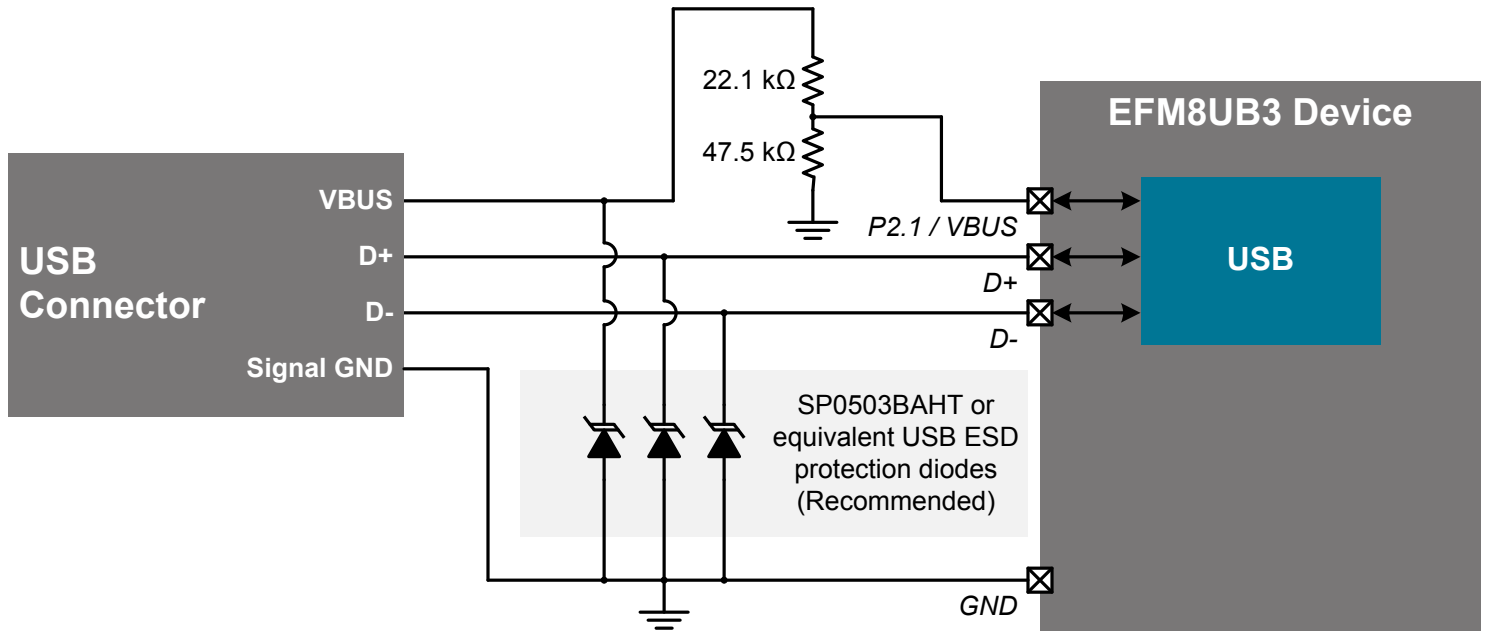 22.1 kΩ
47.5 kΩ
EFM8UB3 Device
USB
Connector
VBUS
D+
D-
Signal GND
P2.1 / VBUS
D+
D-
USB
SP0503BAHT or
equivalent USB ESD
protection diodes
(Recommended)
GND